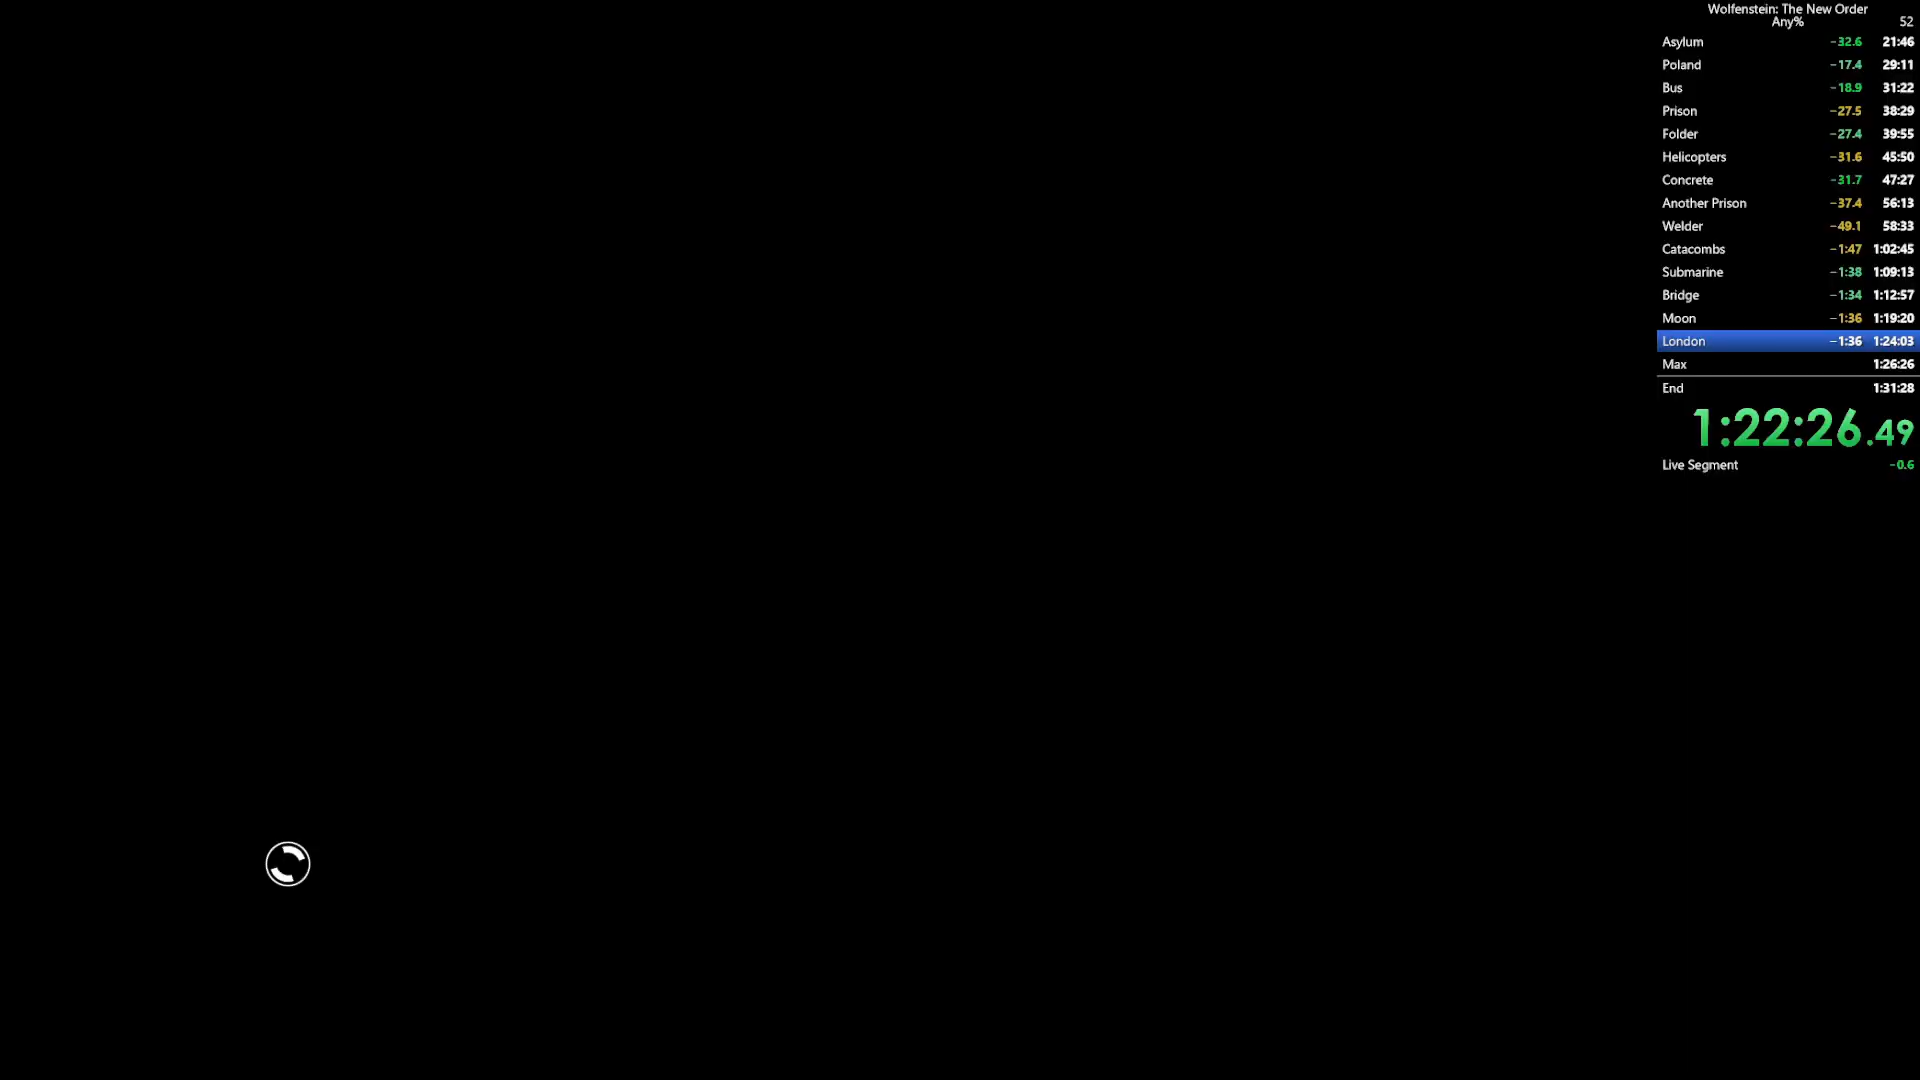 Wolfenstein: The New Order
Any% 52
Asylum −32.6 21:46
Poland −17.4 29:11
Bus −18.9 31:22
Prison −27.5 38:29
Folder −27.4 39:55
Helicopters −31.6 45:50
Concrete −31.7 47:27
Another Prison −37.4 56:13
Welder −49.1 58:33
Catacombs −1:47 1:02:45
Submarine −1:38 1:09:13
Bridge −1:34 1:12:57
Moon −1:36 1:19:20
London −1:36 1:24:03
Max 1:26:26
End 1:31:28
1:22:26.49
Live Segment −0.6